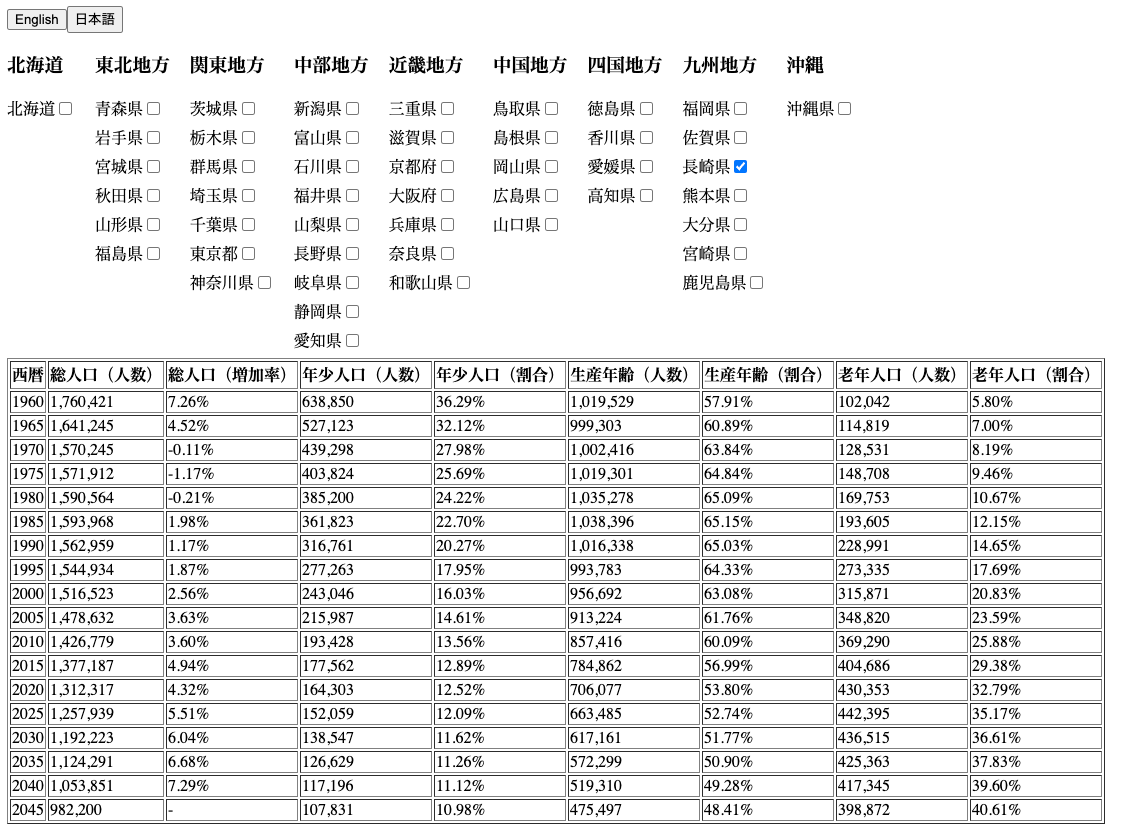 English 日本語
北海道 東北地方 関東地方 中部地方 近畿地方 中国地方 四国地方 九州地方 沖縄
北海道 青森県 茨城県 新潟県 三重県 鳥取県 徳島県 福岡県 沖縄県
岩手県 栃木県 富山県 滋賀県 島根県 香川県 佐賀県
宮城県 群馬県 石川県 京都府 岡山県 愛媛県 長崎県
秋田県 埼玉県 福井県 大阪府 広島県 高知県 熊本県
山形県 千葉県 山梨県 兵庫県 山口県 大分県
福島県 東京都 長野県 奈良県 宮崎県
神奈川県 岐阜県 和歌山県 鹿児島県
静岡県
愛知県
西暦 総人口（人数） 総人口（増加率） 年少人口（人数） 年少人口（割合） 生産年齢（人数） 生産年齢（割合） 老年人口（人数） 老年人口（割合）
1960 1,760,421 7.26% 638,850 36.29% 1,019,529 57.91% 102,042 5.80%
1965 1,641,245 4.52% 527,123 32.12% 999,303 60.89% 114,819 7.00%
1970 1,570,245 -0.11% 439,298 27.98% 1,002,416 63.84% 128,531 8.19%
1975 1,571,912 -1.17% 403,824 25.69% 1,019,301 64.84% 148,708 9.46%
1980 1,590,564 -0.21% 385,200 24.22% 1,035,278 65.09% 169,753 10.67%
1985 1,593,968 1.98% 361,823 22.70% 1,038,396 65.15% 193,605 12.15%
1990 1,562,959 1.17% 316,761 20.27% 1,016,338 65.03% 228,991 14.65%
1995 1,544,934 1.87% 277,263 17.95% 993,783 64.33% 273,335 17.69%
2000 1,516,523 2.56% 243,046 16.03% 956,692 63.08% 315,871 20.83%
2005 1,478,632 3.63% 215,987 14.61% 913,224 61.76% 348,820 23.59%
2010 1,426,779 3.60% 193,428 13.56% 857,416 60.09% 369,290 25.88%
2015 1,377,187 4.94% 177,562 12.89% 784,862 56.99% 404,686 29.38%
2020 1,312,317 4.32% 164,303 12.52% 706,077 53.80% 430,353 32.79%
2025 1,257,939 5.51% 152,059 12.09% 663,485 52.74% 442,395 35.17%
2030 1,192,223 6.04% 138,547 11.62% 617,161 51.77% 436,515 36.61%
2035 1,124,291 6.68% 126,629 11.26% 572,299 50.90% 425,363 37.83%
2040 1,053,851 7.29% 117,196 11.12% 519,310 49.28% 417,345 39.60%
2045 982,200 - 107,831 10.98% 475,497 48.41% 398,872 40.61%